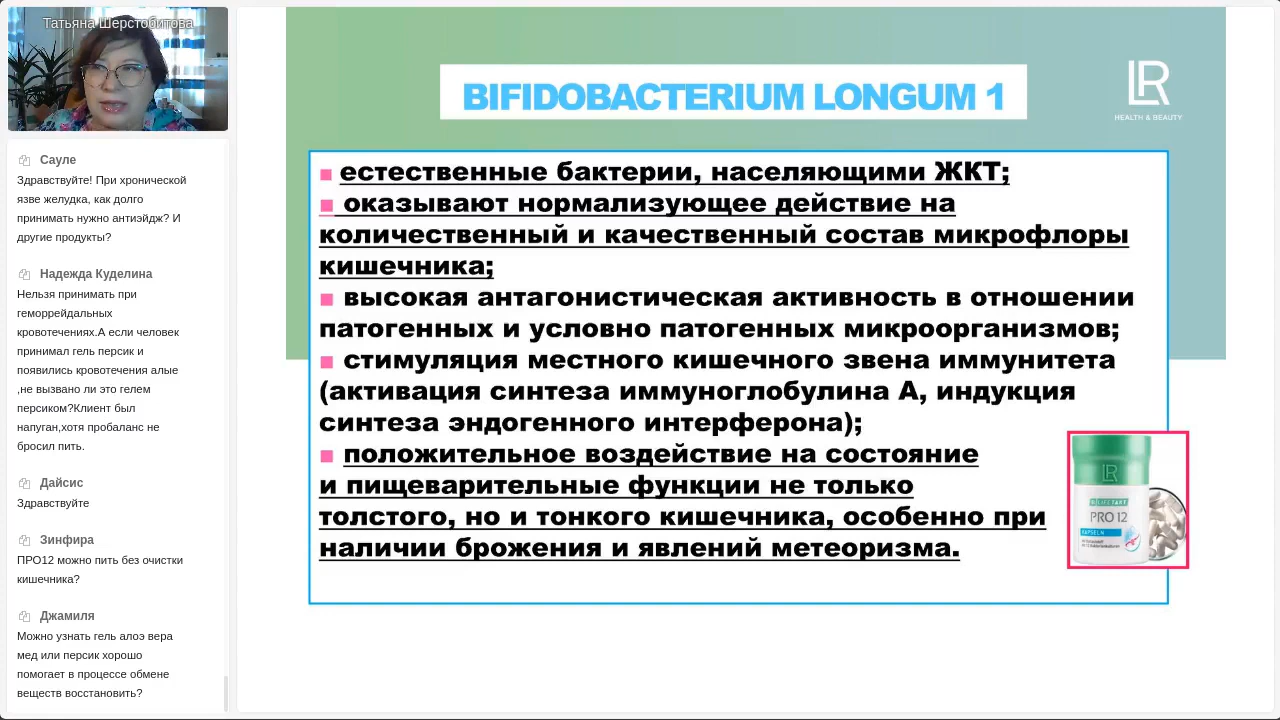 Татьяна Шерстобитова
Сауле
Здравствуйте! При хронической
язве желудка, как долго
принимать нужно антиэйдж? И
другие продукты?
Надежда Куделина
Нельзя принимать при
геморрейдальных
кровотечениях.А если человек
принимал гель персик и
появились кровотечения алые
,не вызвано ли это гелем
персиком?Клиент был
напуган,хотя пробаланс не
бросил пить.
Дайсис
Здравствуйте
Зинфира
ПРО12 можно пить без очистки
кишечника?
Джамиля
Можно узнать гель алоэ вера
мед или персик хорошо
помогает в процессе обмене
веществ восстановить?
BIFIDOBACTERIUM LONGUM 1
LR
HEALTH & BEAUTY
■ естественные бактерии, населяющими ЖКТ;
■ оказывают нормализующее действие на
количественный и качественный состав микрофлоры
кишечника;
■ высокая антагонистическая активность в отношении
патогенных и условно патогенных микроорганизмов;
■ стимуляция местного кишечного звена иммунитета
(активация синтеза иммуноглобулина А, индукция
синтеза эндогенного интерферона);
■ положительное воздействие на состояние
и пищеварительные функции не только
толстого, но и тонкого кишечника, особенно при
наличии брожения и явлений метеоризма.
LR
LIFETAKT
PRO 12
KAPSELN